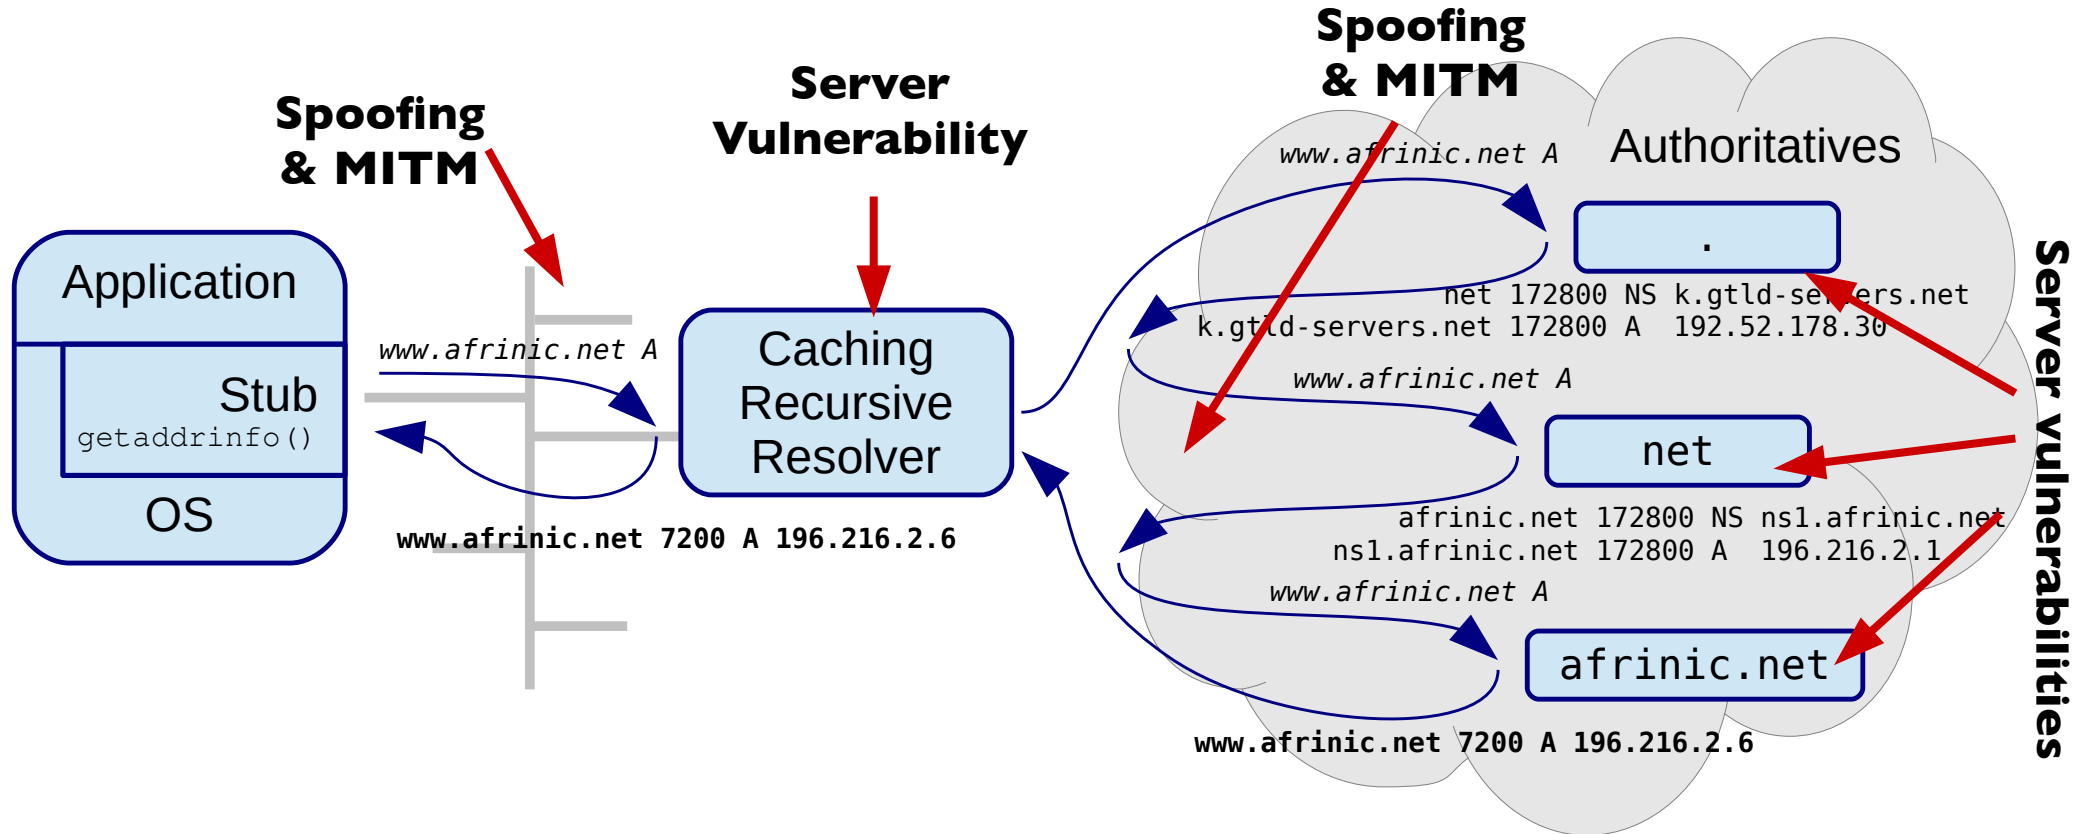 Spoofing
& MITM
Server
Vulnerability
Spoofing
& MITM
Application
Stub
getaddrinfo()
OS
www.afrinic.net A
www.afrinic.net 7200 A 196.216.2.6
Caching
Recursive
Resolver
Authoritatives
www.afrinic.net A
.
net 172800 NS k.gtld-servers.net
k.gtld-servers.net 172800 A 192.52.178.30
www.afrinic.net A
net
afrinic.net 172800 NS ns1.afrinic.net
ns1.afrinic.net 172800 A 196.216.2.1
www.afrinic.net A
afrinic.net
www.afrinic.net 7200 A 196.216.2.6
Server vulnerabilities